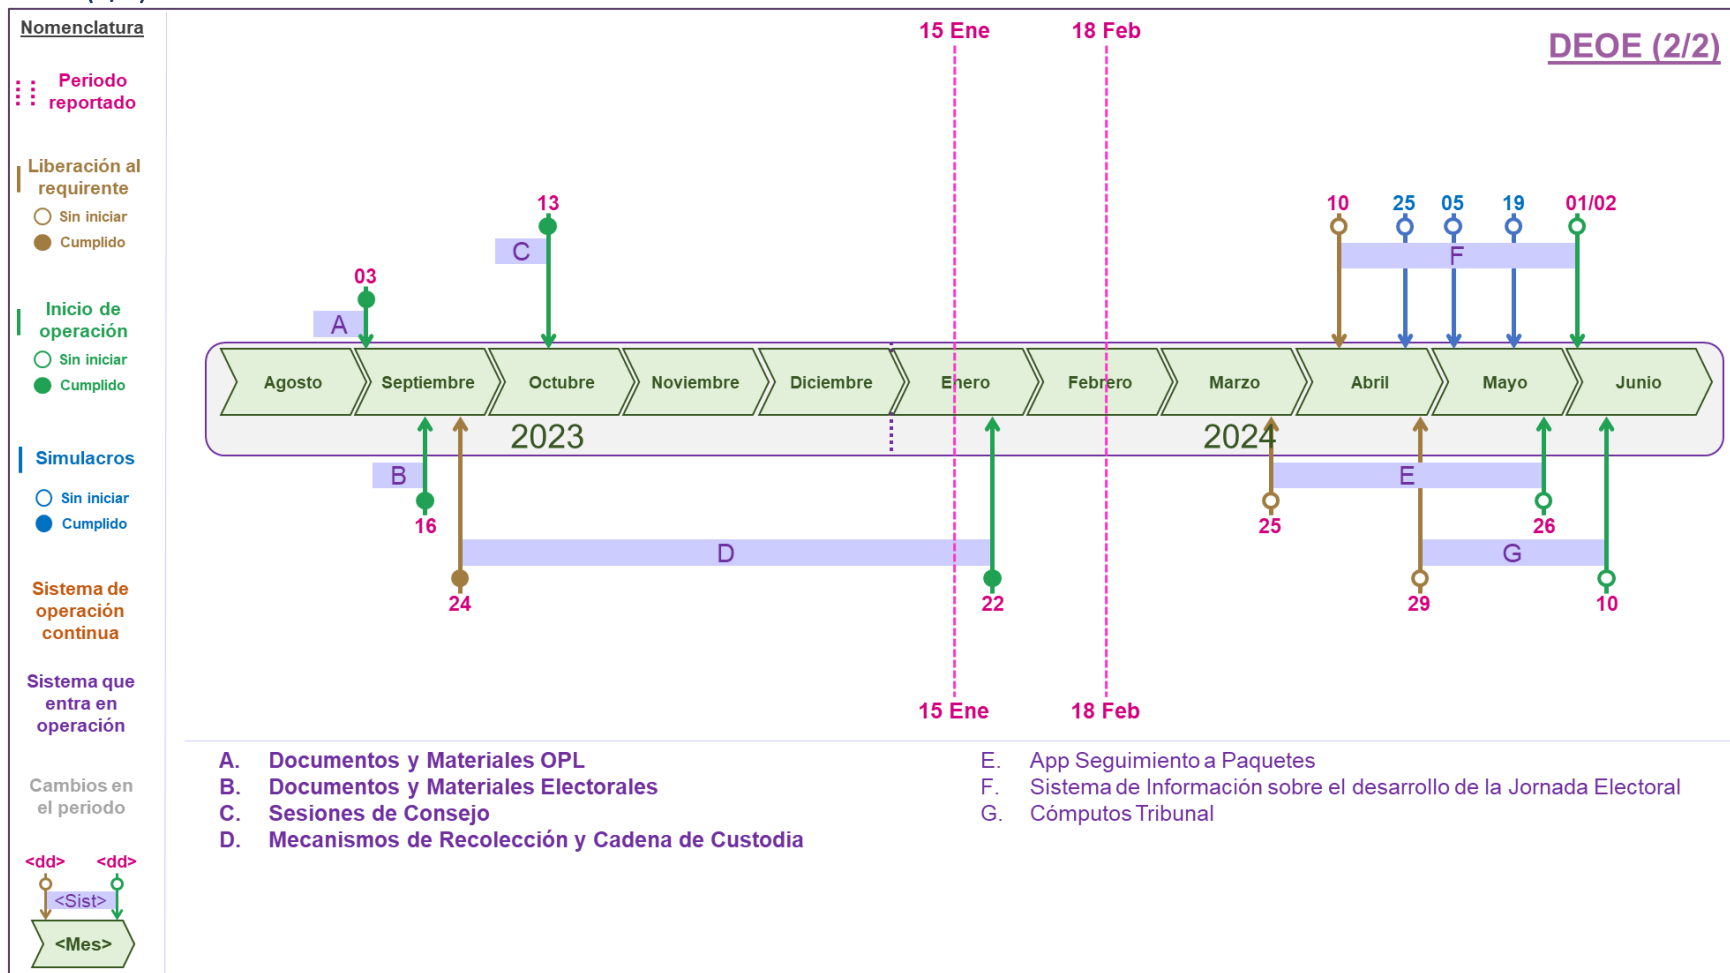 Nomenclatura
Periodo
reportado
Liberación al
requirente
Sin iniciar
Cumplido
Inicio de
operación
Sin iniciar
Cumplido
Simulacros
Sin iniciar
Cumplido
Sistema de
operación
continua
Sistema que
entra en
operación
Cambios en
el periodo
<dd> <dd>
<Sist>
<Mes>
15 Ene 18 Feb
DEOE (2/2)
13 10 25 05 19 01/02
C F
03
A
Agosto Septiembre Octubre Noviembre Diciembre Enero Febrero Marzo Abril Mayo Junio
2023 2024
B E
16 25 26
D G
24 22 29 10
15 Ene 18 Feb
A. Documentos y Materiales OPL
B. Documentos y Materiales Electorales
C. Sesiones de Consejo
D. Mecanismos de Recolección y Cadena de Custodia
E. App Seguimiento a Paquetes
F. Sistema de Información sobre el desarrollo de la Jornada Electoral
G. Cómputos Tribunal